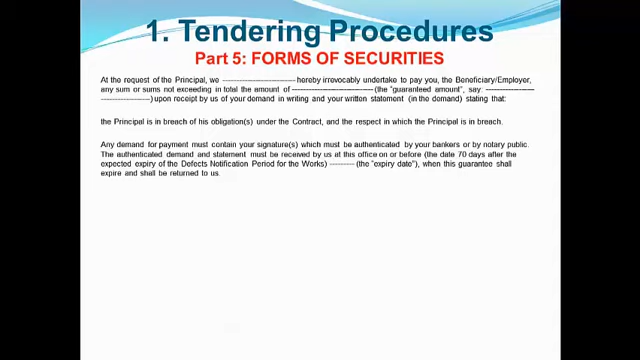 1. Tendering Procedures
Part 5: FORMS OF SECURITIES
At the request of the Principal, we ----------------------------- hereby irrevocably undertake to pay you, the Beneficiary/Employer,
any sum or sums not exceeding in total the amount of --------------------------------(the "guaranteed amount", say: -------------------
--------------------) upon receipt by us of your demand in writing and your written statement (in the demand) stating that:
the Principal is in breach of his obligation(s) under the Contract, and the respect in which the Principal is in breach.
Any demand for payment must contain your signature(s) which must be authenticated by your bankers or by notary public.
The authenticated demand and statement must be received by us at this office on or before (the date 70 days after the
expected expiry of the Defects Notification Period for the Works) ---------- (the "expiry date"), when this guarantee shall
expire and shall be returned to us.